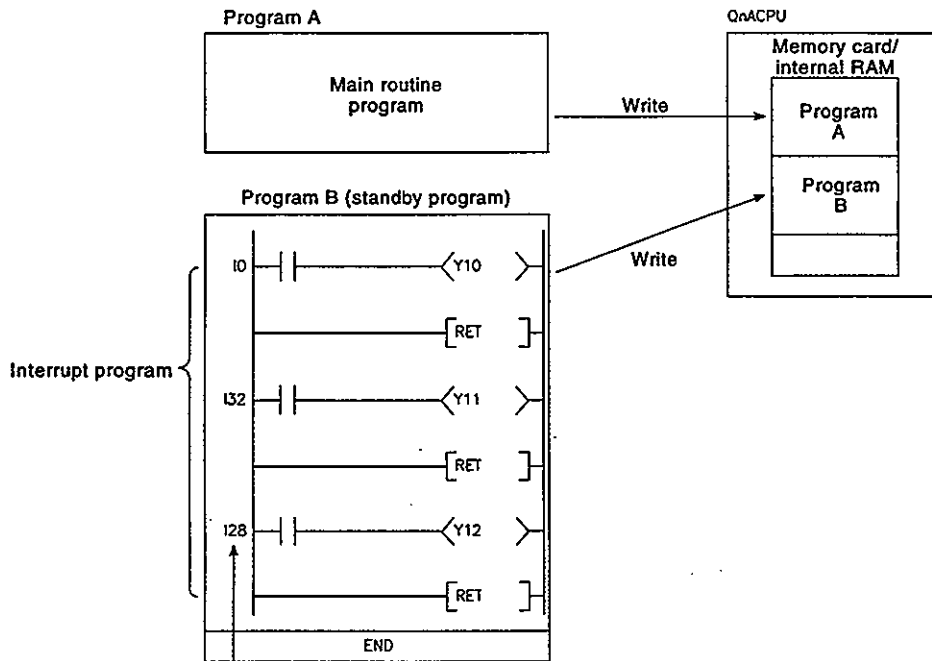 Program A
QnACPU
Main routine
program
Memory card/
internal RAM
Write
Program
A
Program B (standby program)
Program
B
I0
Y10
Write
RET
Interrupt program
I32
Y11
RET
I28
Y12
RET
END